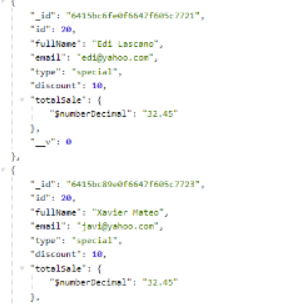 {
"_id": "6415bc6fe0f6647f605c7721",
"id": 20,
"fullName": "Edi Lascano",
"email": "edi@yahoo.com",
"type": "special",
"discount": 10,
"totalSale": {
"$numberDecimal": "32.45"
},
"__v": 0
},
{
"_id": "6415bc89e0f6647f605c7723",
"id": 20,
"fullName": "Xavier Mateo",
"email": "javi@yahoo.com",
"type": "special",
"discount": 10,
"totalSale": {
"$numberDecimal": "32.45"
},